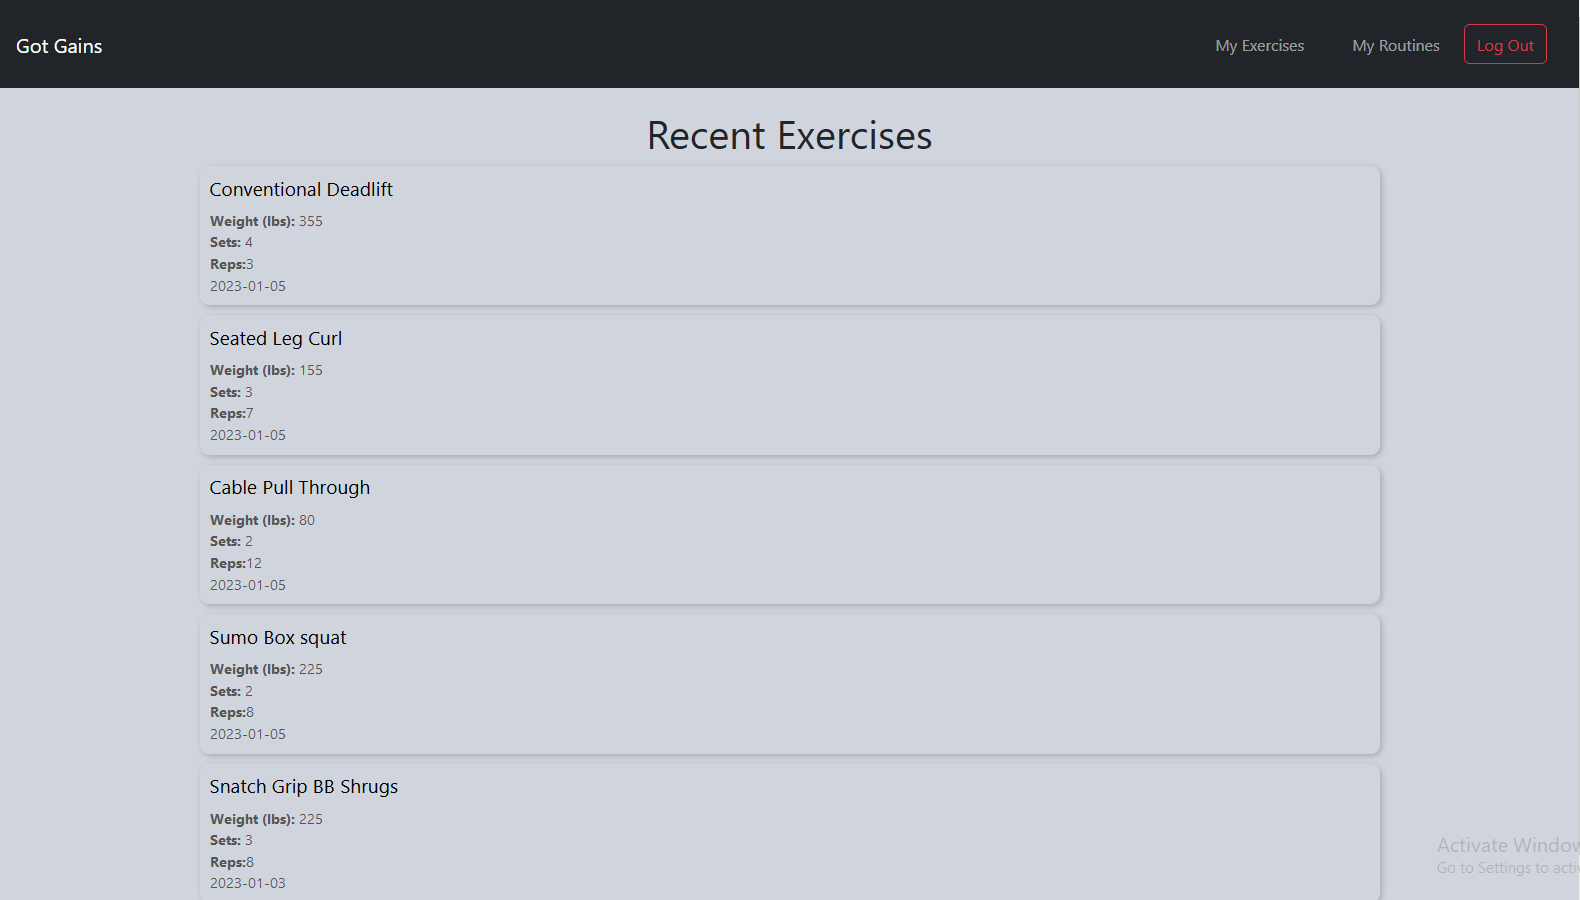 Got Gains
My Exercises
My Routines
Log Out
Recent Exercises
Conventional Deadlift
Weight (lbs): 355
Sets: 4
Reps:3
2023-01-05
Seated Leg Curl
Weight (lbs): 155
Sets: 3
Reps:7
2023-01-05
Cable Pull Through
Weight (lbs): 80
Sets: 2
Reps:12
2023-01-05
Sumo Box squat
Weight (lbs): 225
Sets: 2
Reps:8
2023-01-05
Snatch Grip BB Shrugs
Weight (lbs): 225
Sets: 3
Reps:8
2023-01-03
Activate Window
Go to Settings to activ